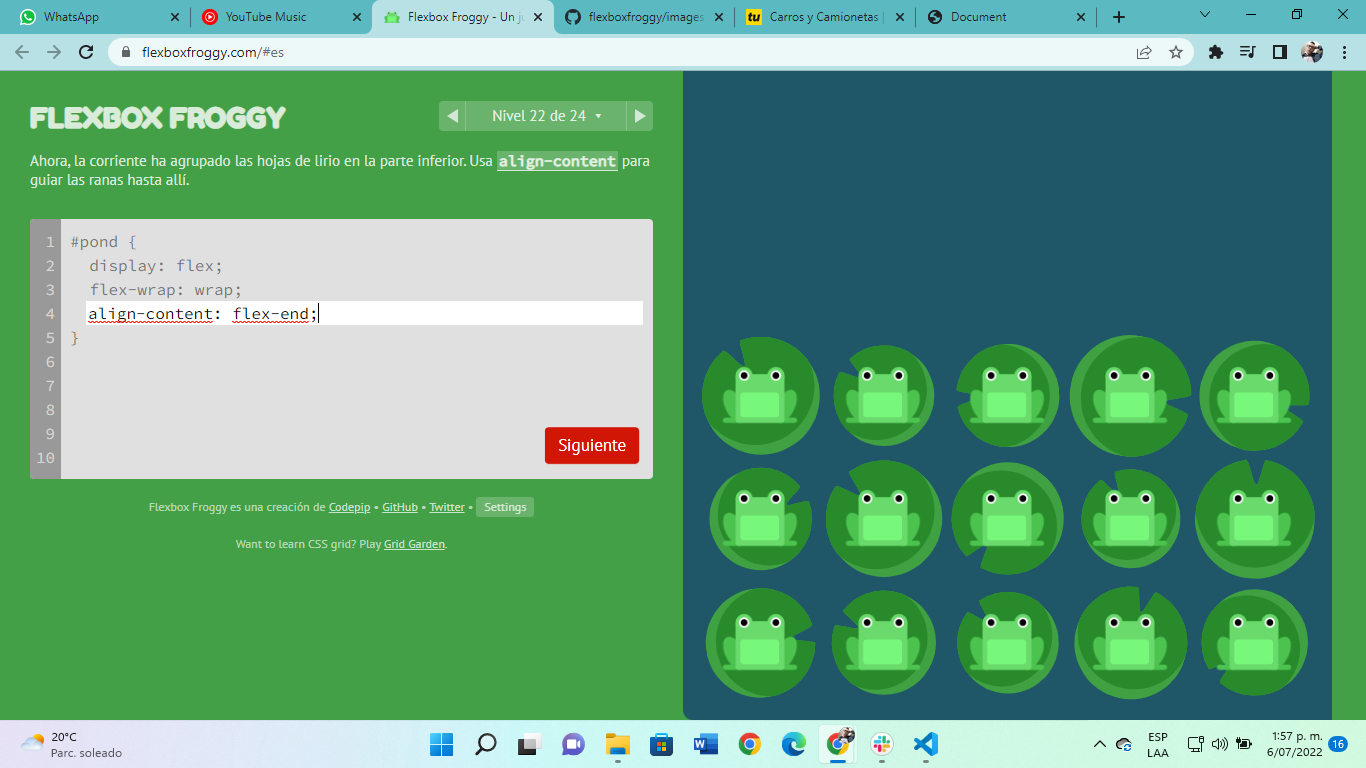 WhatsApp
YouTube Music
Flexbox Froggy - Un ju
flexboxfroggy/images
tu
Carros y Camionetas |
Document
flexboxfroggy.com/#es
FLEXBOX FROGGY
Nivel 22 de 24
Ahora, la corriente ha agrupado las hojas de lirio en la parte inferior. Usa align-content para
guiar las ranas hasta allí.
1 #pond {
2 display: flex;
3 flex-wrap: wrap;
4 align-content: flex-end;
5 }
6
7
8
9
10
Siguiente
Flexbox Froggy es una creación de Codepip • GitHub • Twitter • Settings
Want to learn CSS grid? Play Grid Garden.
20°C
Parc. soleado
ESP
LAA
1:57 p. m.
6/07/2022
16